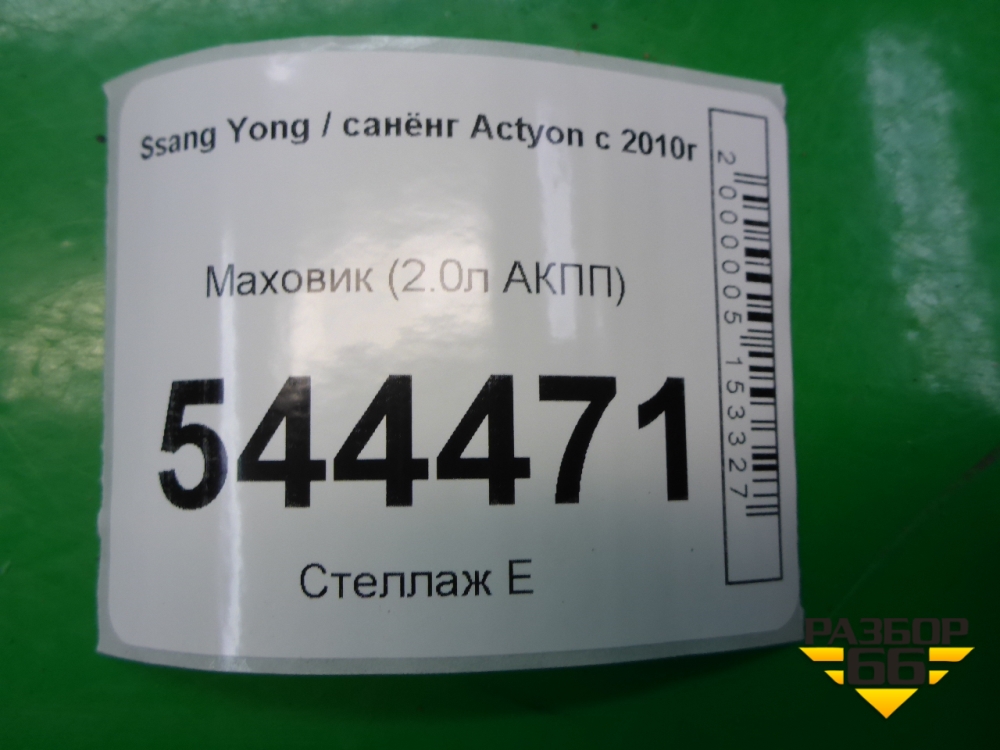 Ssang Yong / санёнг Actyon с 2010г
Маховик (2.0л АКПП)
544471
Стеллаж Е
2000005153327
РАЗБОР
66